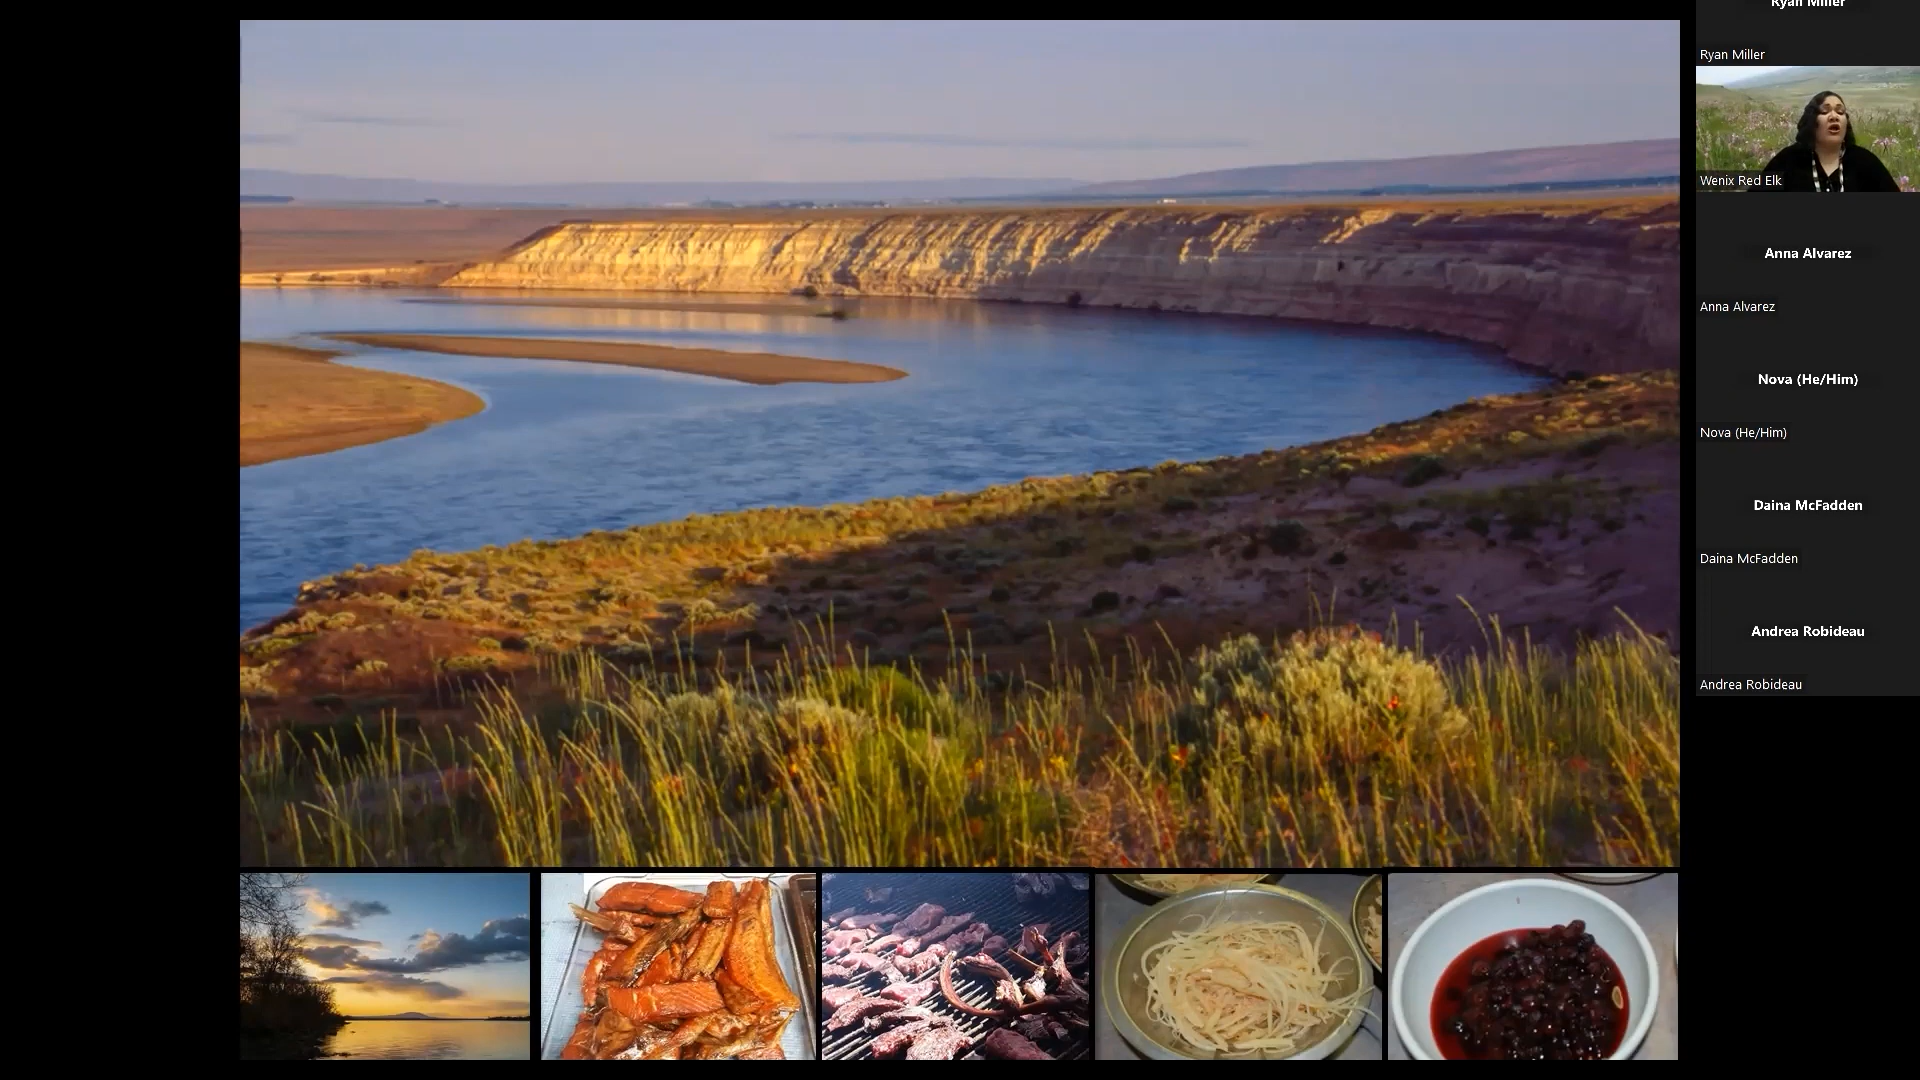 Ryan Miller
Ryan Miller
Wenix Red Elk
Anna Alvarez
Anna Alvarez
Nova (He/Him)
Nova (He/Him)
Daina McFadden
Daina McFadden
Andrea Robideau
Andrea Robideau